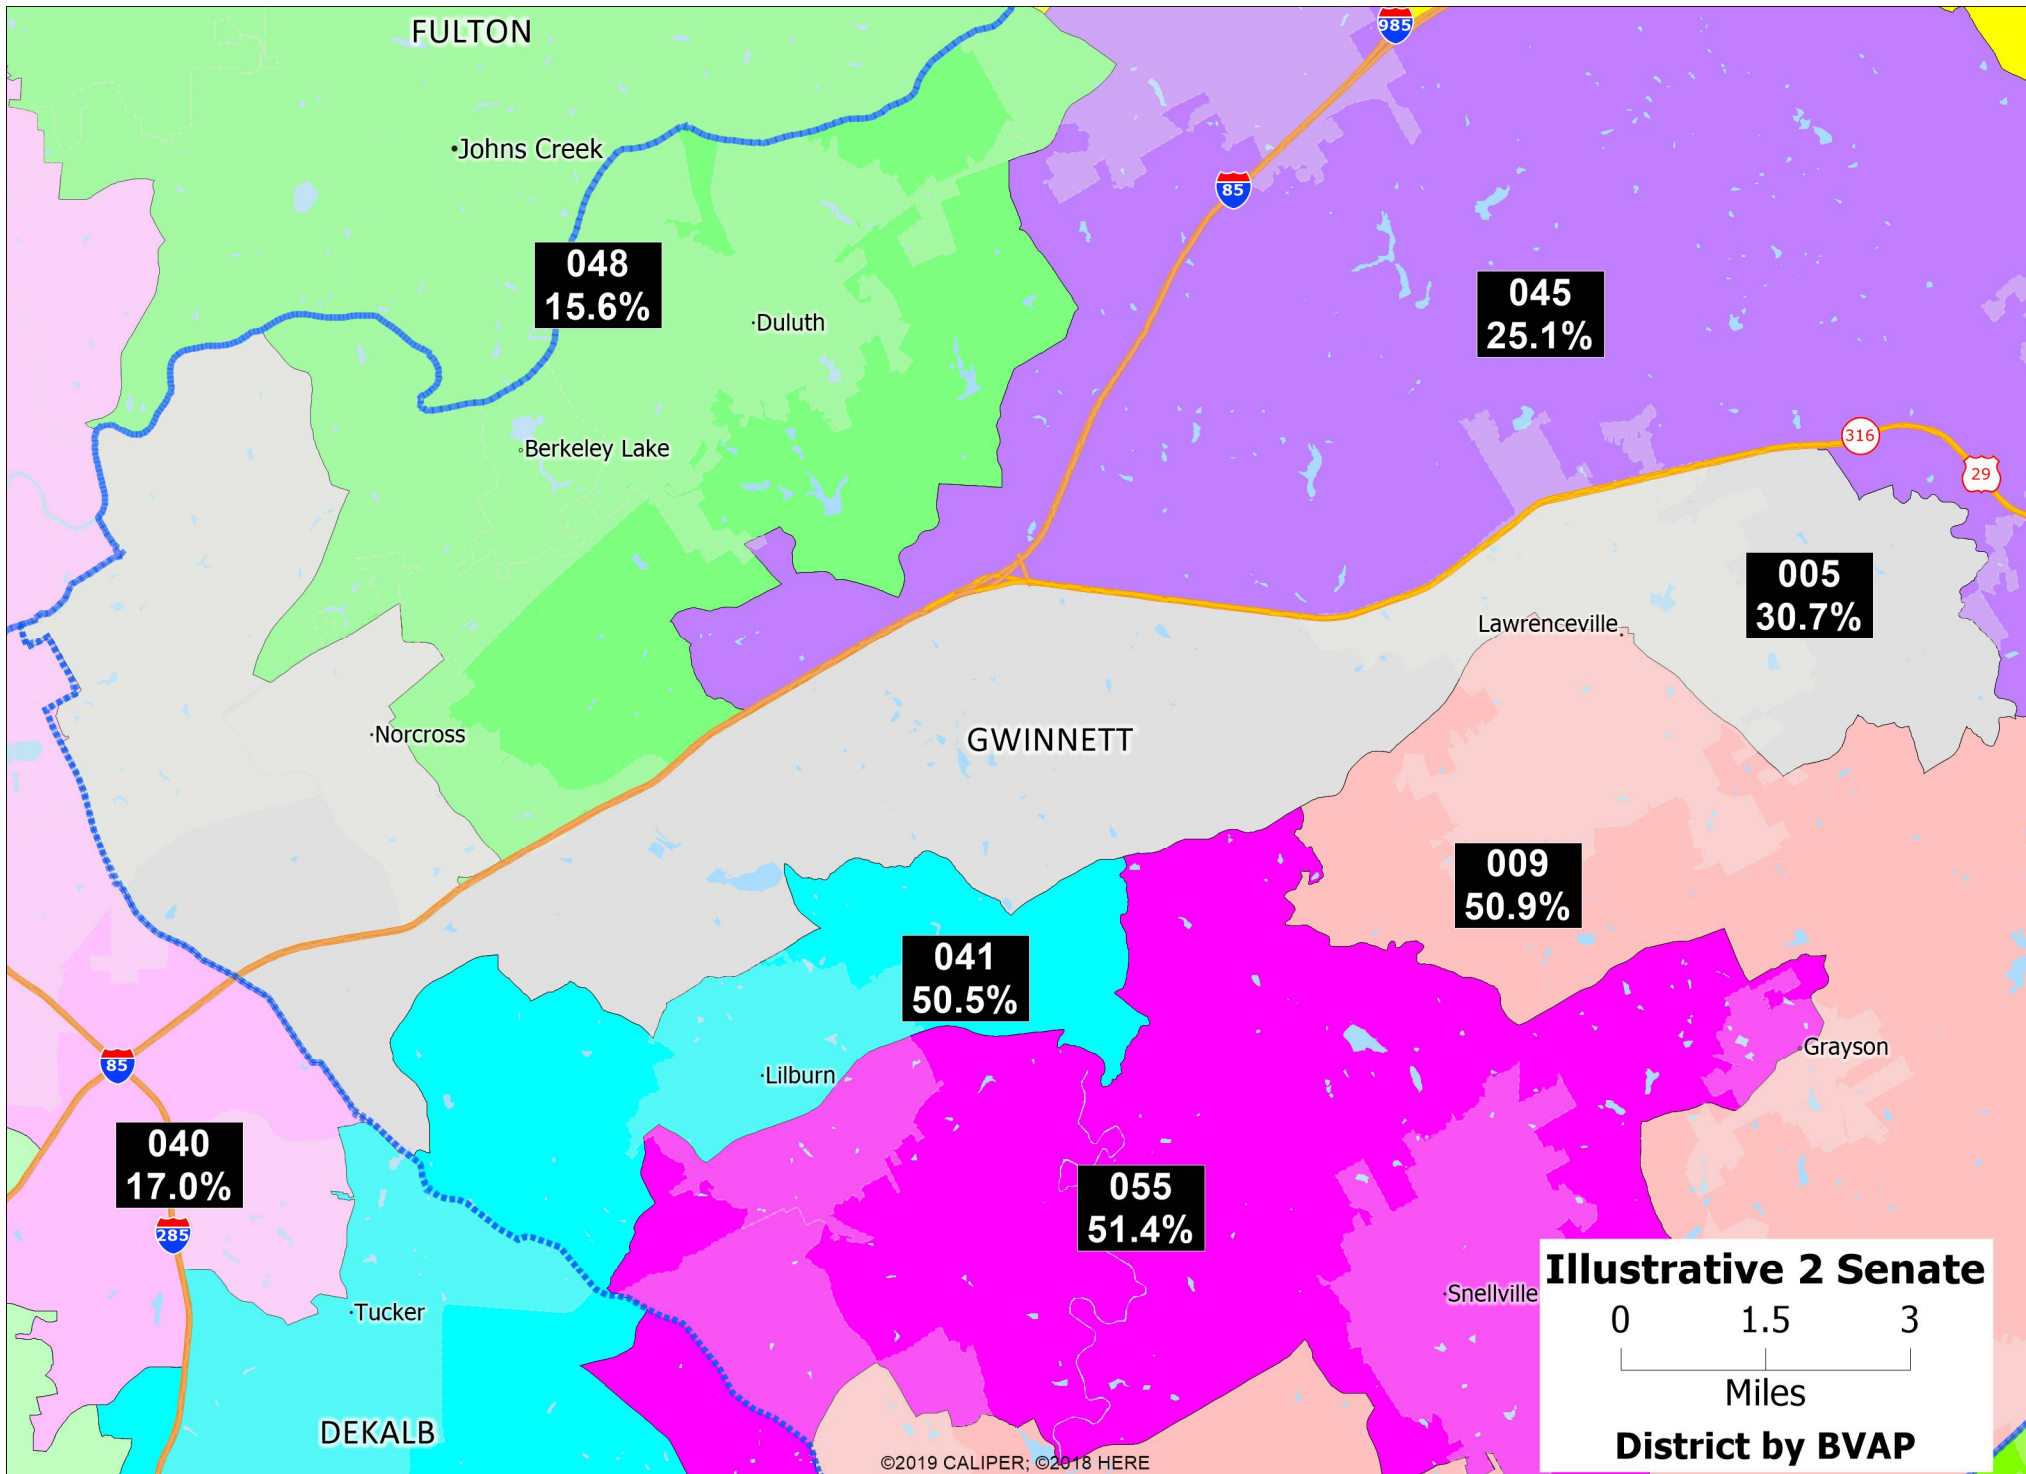 FULTON
985
Johns Creek
85
048
15.6%
045
25.1%
Duluth
316
Berkeley Lake
29
005
30.7%
Lawrenceville
Norcross
GWINNETT
009
50.9%
041
50.5%
Grayson
85
Lilburn
040
17.0%
055
51.4%
285
Illustrative 2 Senate
Snellville
0 1.5 3
Tucker
Miles
DEKALB
District by BVAP
©2019 CALIPER; ©2018 HERE